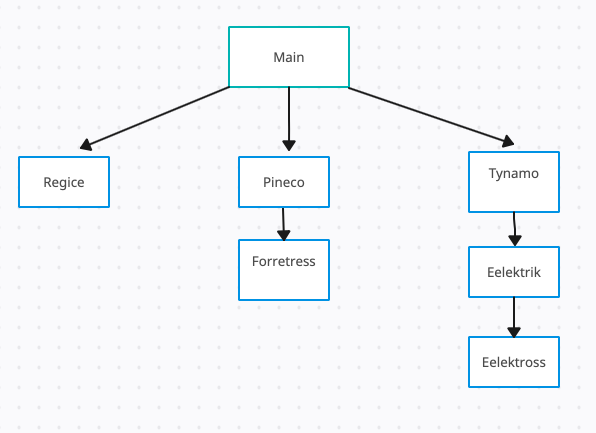 Main
Regice
Pineco
Tynamo
Forretress
Eelektrik
Eelektross